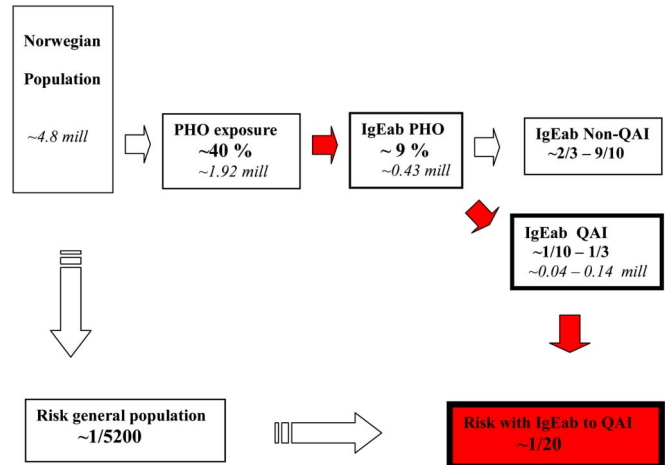 Norwegian
Population
~4.8 mill
PHO exposure
~40 %
~1.92 mill
IgEab PHO
~ 9 %
~0.43 mill
IgEab Non-QAI
~2/3 – 9/10
IgEab QAI
~1/10 – 1/3
~0.04 – 0.14 mill
Risk general population
~1/5200
Risk with IgEab to QAI
~1/20